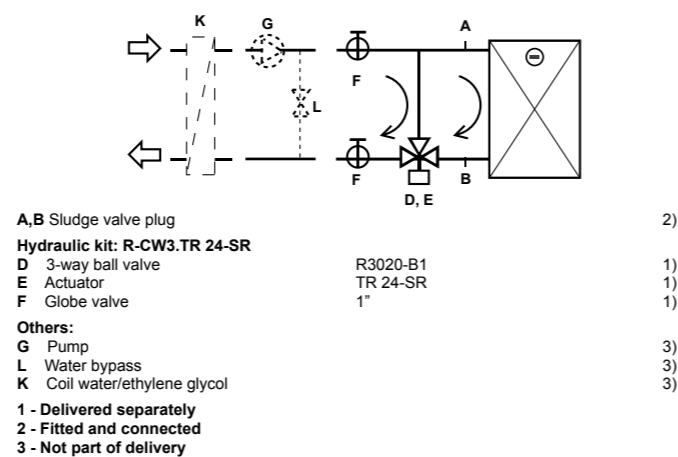 K
G
A
F
L
F
B
D, E
A,B Sludge valve plug 2)
Hydraulic kit: R-CW3.TR 24-SR
D 3-way ball valve R3020-B1 1)
E Actuator TR 24-SR 1)
F Globe valve 1” 1)
Others:
G Pump 3)
L Water bypass 3)
K Coil water/ethylene glycol 3)
1 - Delivered separately
2 - Fitted and connected
3 - Not part of delivery